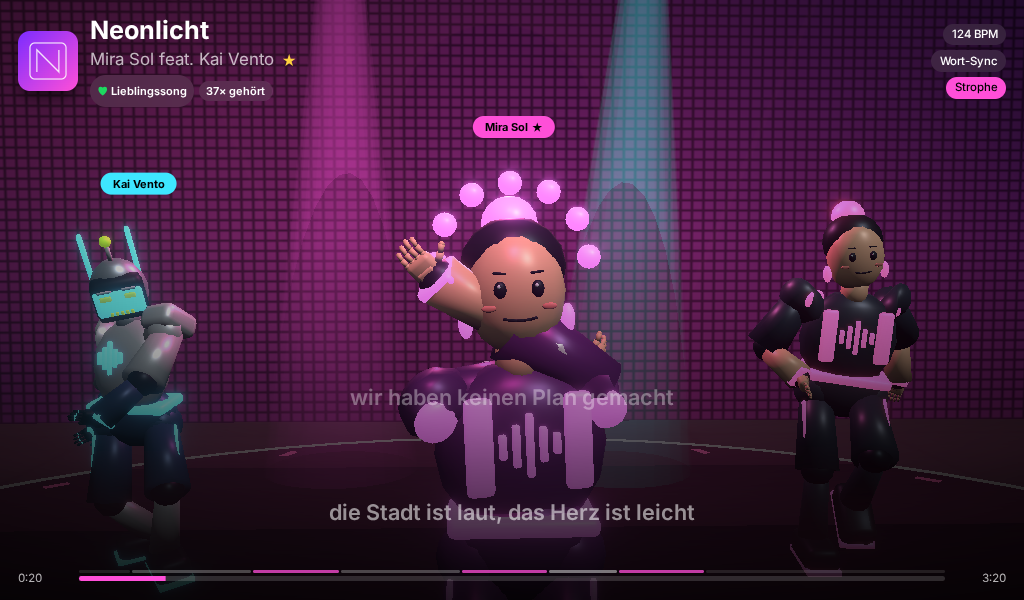 Neonlicht
Mira Sol feat. Kai Vento ★
Lieblingssong
37× gehört
124 BPM
Wort-Sync
Strophe
Mira Sol ★
Kai Vento
wir haben keinen Plan gemacht
die Stadt ist laut, das Herz ist leicht
0:20
3:20